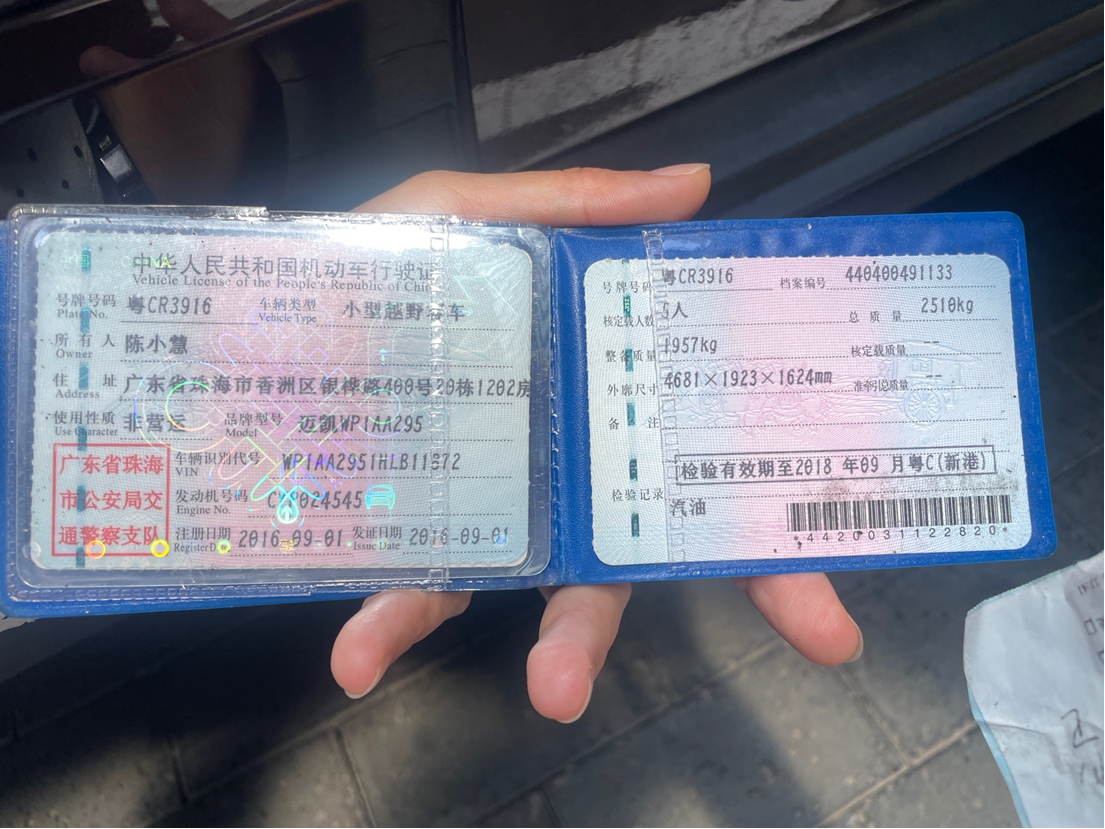 中华人民共和国机动车行驶证
Vehicle License of the People's Republic of China
号牌号码 粤CR3916 车辆类型 小型越野客车
Plate No. Vehicle Type
所有人 陈小慧
Owner
住址 广东省珠海市香洲区银桦路400号20栋1202房
Address
使用性质 非营运 品牌型号 迈凯WP1AA295
Use Character Model
车辆识别代号 WP1AA2951HLB11372
VIN
发动机号码
Engine No.
注册日期 2016-09-01 发证日期 2016-09-01
Register Date Issue Date
广东省珠海
市公安局交
通警察支队
号牌号码 粤CR3916 档案编号 440400491133
核定载人数 5人 总质量 2510kg
整备质量 1957kg 核定载质量 --
外廓尺寸 4681×1923×1624mm 准牵引总质量 --
备注
检验有效期至2018年09月粤C(新港)
检验记录
汽油
*4420031122820*